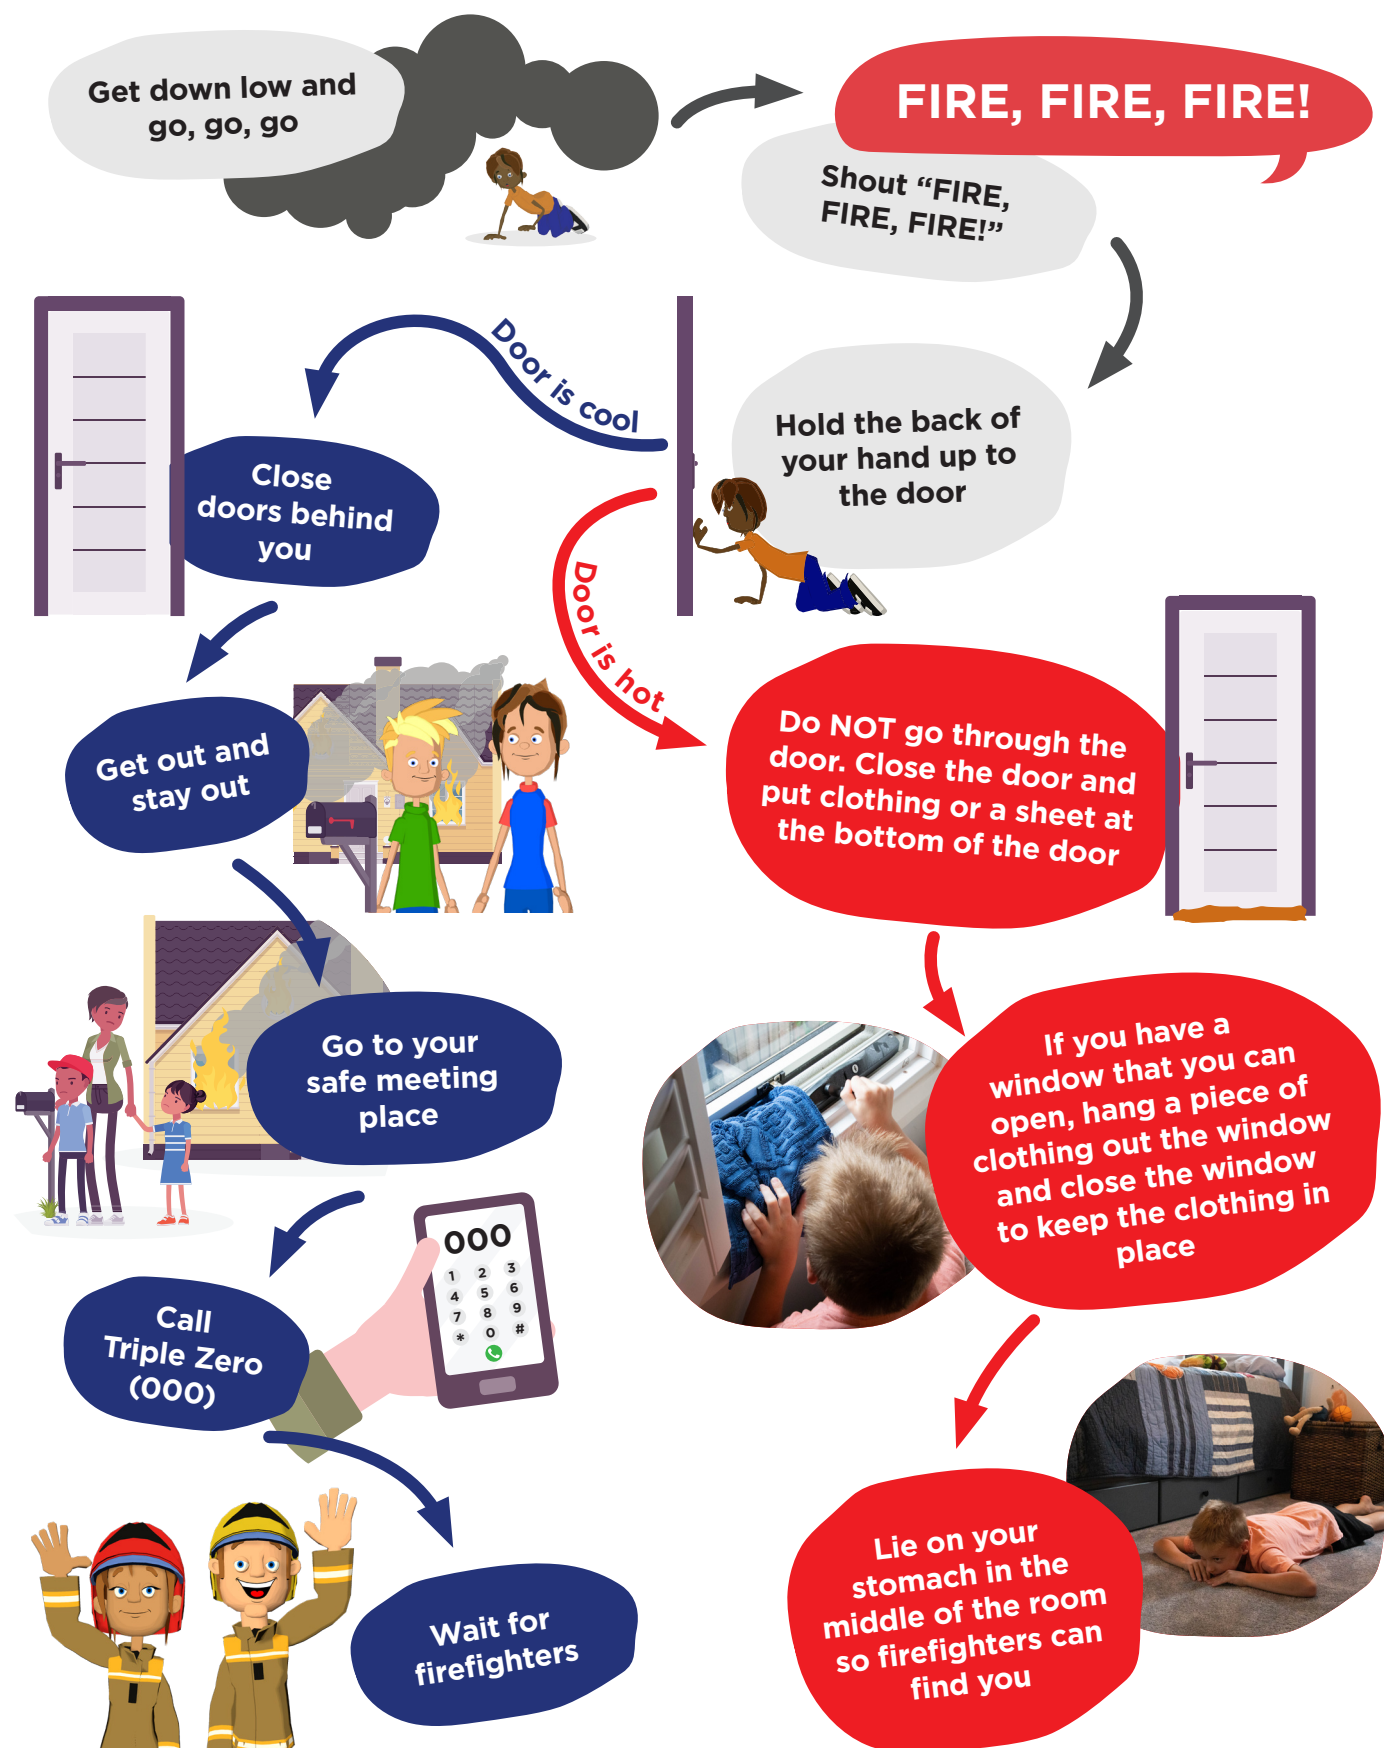 Get down low and
go, go, go
FIRE, FIRE, FIRE!
Shout “FIRE,
FIRE, FIRE!”
Hold the back of
your hand up to
the door
Door is cool
Close
doors behind
you
Get out and
stay out
Go to your
safe meeting
place
Call
Triple Zero
(000)
000
1 2 3
4 5 6
7 8 9
* 0 #
Wait for
firefighters
Door is hot
Do NOT go through the
door. Close the door and
put clothing or a sheet at
the bottom of the door
If you have a
window that you can
open, hang a piece of
clothing out the window
and close the window
to keep the clothing in
place
Lie on your
stomach in the
middle of the room
so firefighters can
find you